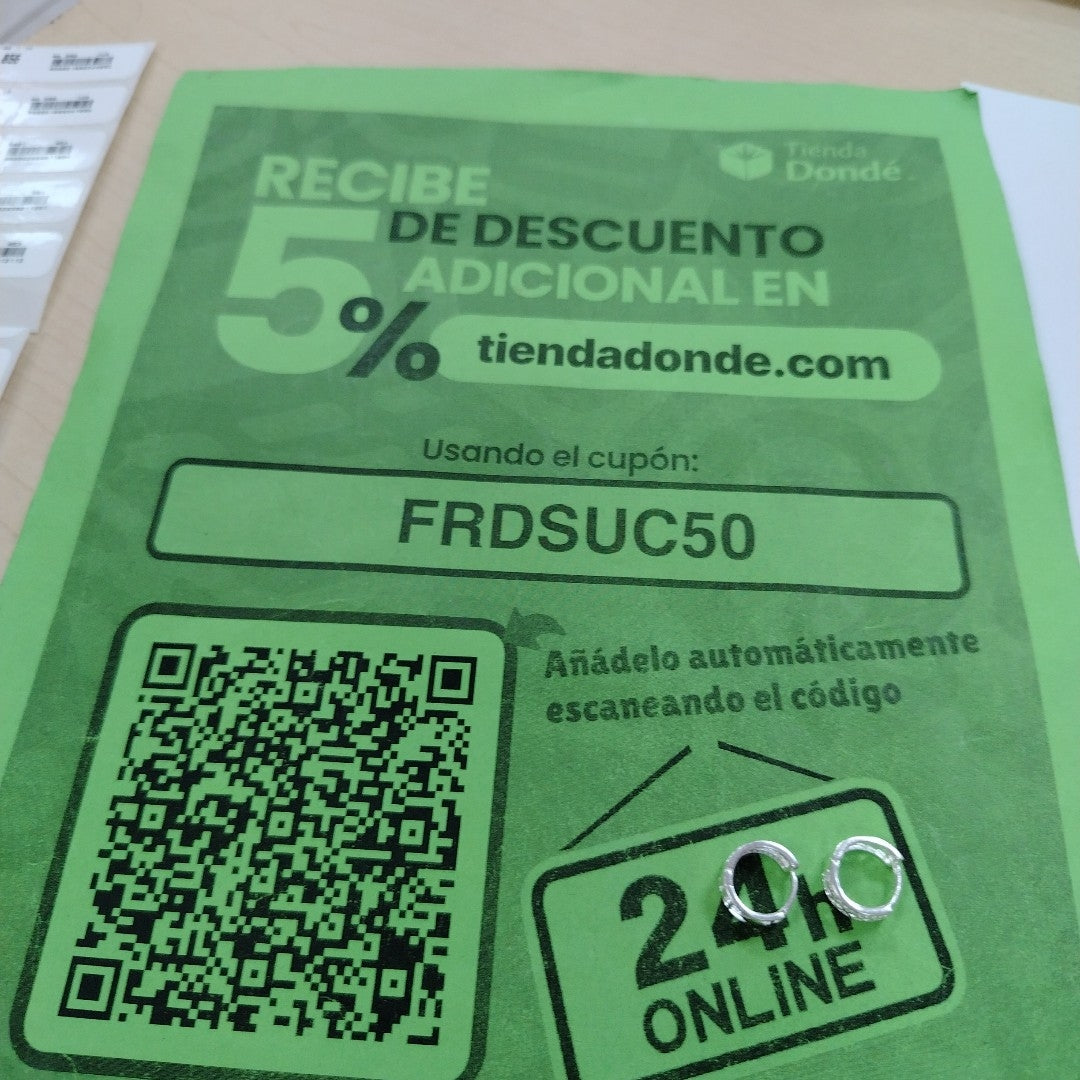 Tienda
Dondé
RECIBE
5%
DE DESCUENTO
ADICIONAL EN
tiendadonde.com
Usando el cupón:
FRDSUC50
Añádelo automáticamente
escaneando el código
24h
ONLINE